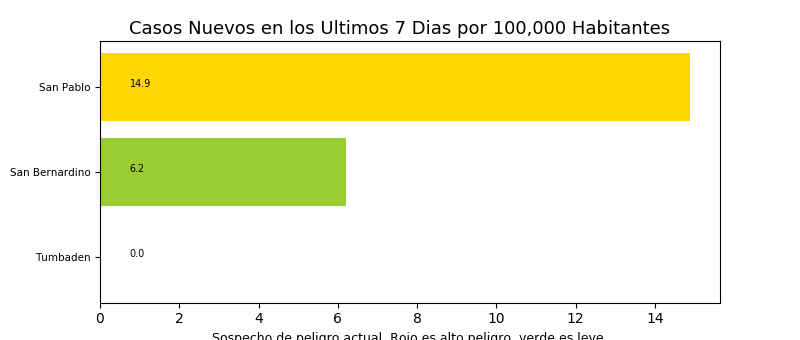 Casos Nuevos en los Ultimos 7 Dias por 100,000 Habitantes
San Pablo
14.9
San Bernardino
6.2
Tumbaden
0.0
0 2 4 6 8 10 12 14
Sospecho de peligro actual. Rojo es alto peligro, verde es leve